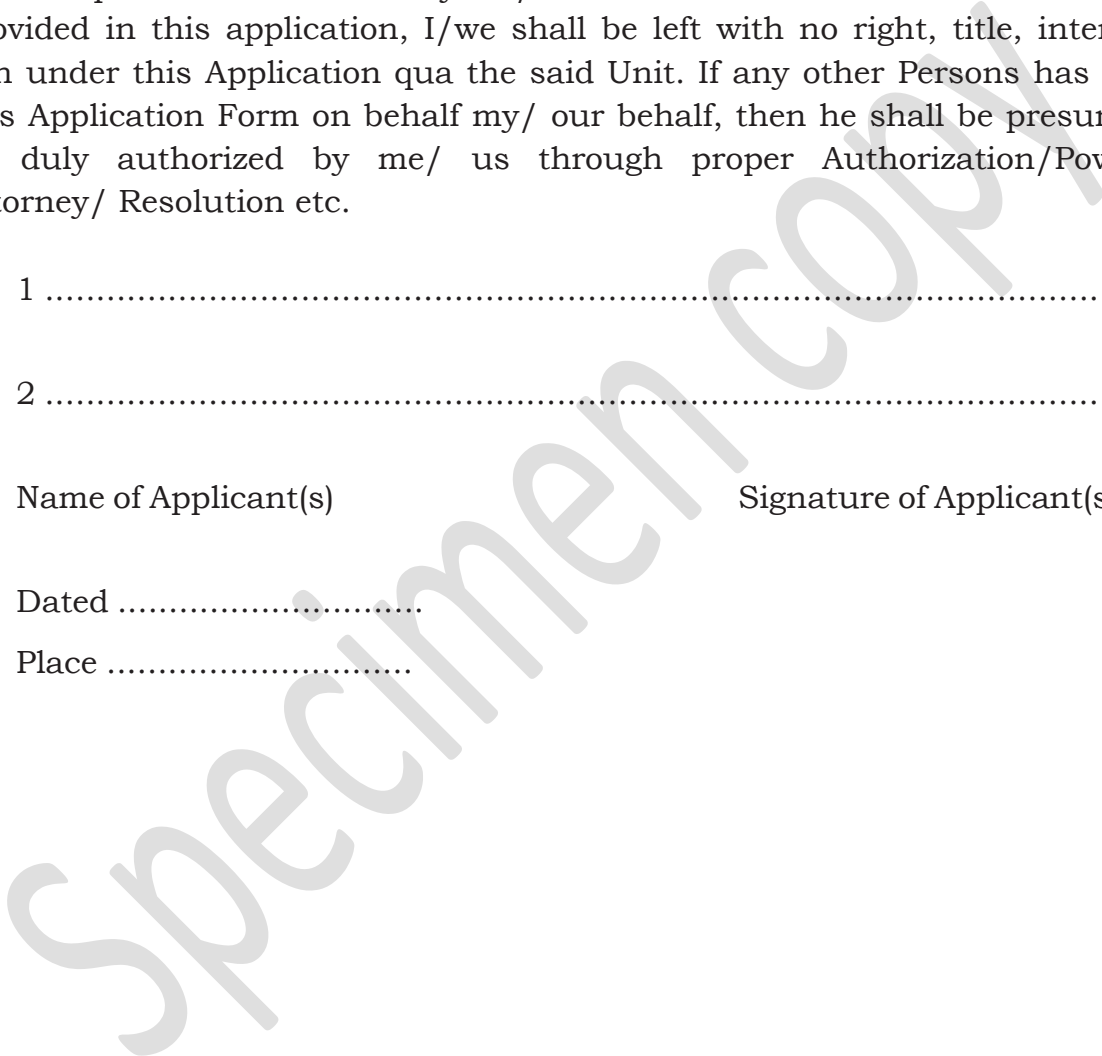 ovided in this application, I/we shall be left with no right, title, inter
n under this Application qua the said Unit. If any other Persons has
s Application Form on behalf my/ our behalf, then he shall be presur
duly authorized by me/ us through proper Authorization/Pov
torney/ Resolution etc.
1 ........................................................................................................
2 ........................................................................................................
Name of Applicant(s) Signature of Applicant(s
Dated ..............................
Place ..............................
Specimen copy